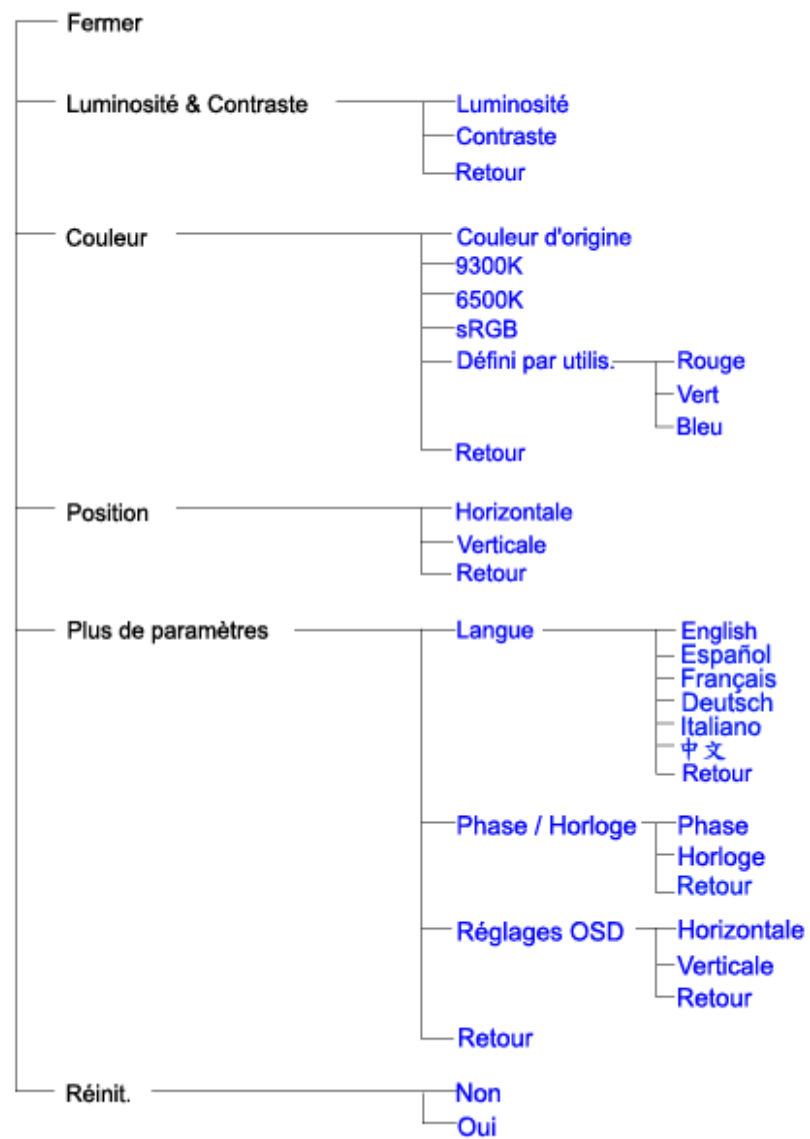 Fermer
Luminosité & Contraste
Luminosité
Contraste
Retour
Couleur
Couleur d'origine
9300K
6500K
sRGB
Défini par utilis.
Rouge
Vert
Bleu
Retour
Position
Horizontale
Verticale
Retour
Plus de paramètres
Langue
English
Español
Français
Deutsch
Italiano
中文
Retour
Phase / Horloge
Phase
Horloge
Retour
Réglages OSD
Horizontale
Verticale
Retour
Retour
Réinit.
Non
Oui